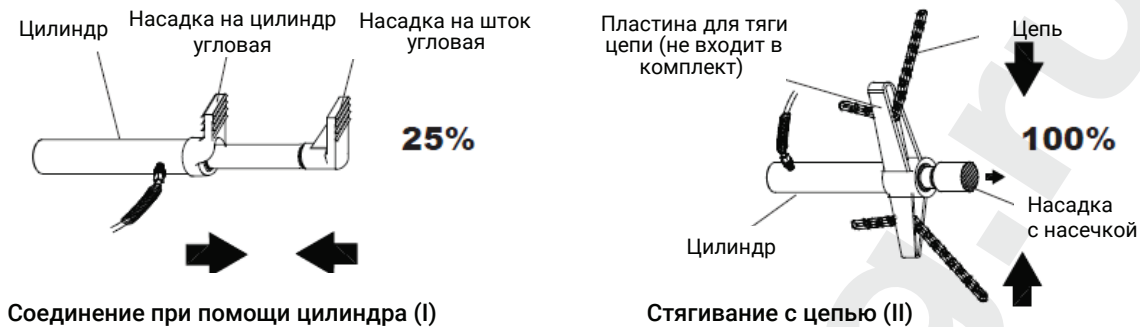 Цилиндр
Насадка на цилиндр
угловая
Насадка на шток
угловая
25%
Соединение при помощи цилиндра (I)
Пластина для тяги
цепи (не входит в
комплект)
Цепь
100%
Насадка
с насечкой
Цилиндр
Стягивание с цепью (II)